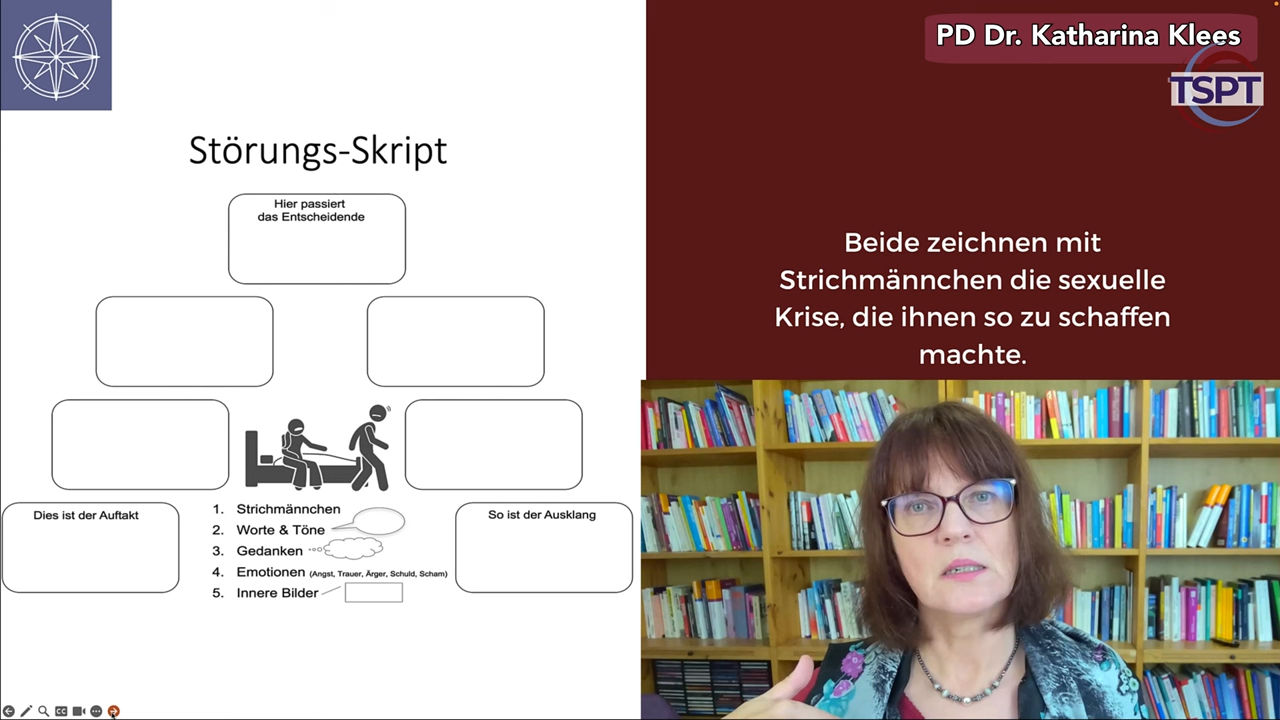 PD Dr. Katharina Klees
TSPT
Störungs-Skript
Hier passiert
das Entscheidende
Beide zeichnen mit
Strichmännchen die sexuelle
Krise, die ihnen so zu schaffen
machte.
Dies ist der Auftakt
1. Strichmännchen
2. Worte & Töne
3. Gedanken
4. Emotionen (Angst, Trauer, Ärger, Schuld, Scham)
5. Innere Bilder
So ist der Ausklang
CC